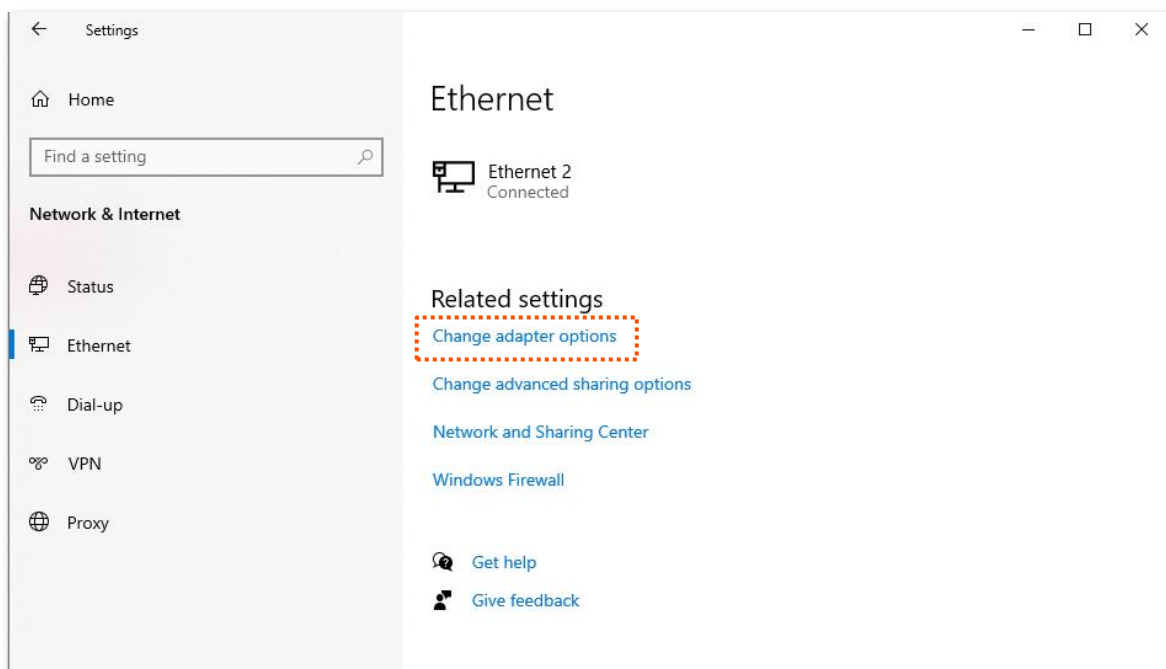 Settings
Home
Find a setting
Network & Internet
Status
Ethernet
Dial-up
VPN
Proxy
Ethernet
Ethernet 2
Connected
Related settings
Change adapter options
Change advanced sharing options
Network and Sharing Center
Windows Firewall
Get help
Give feedback